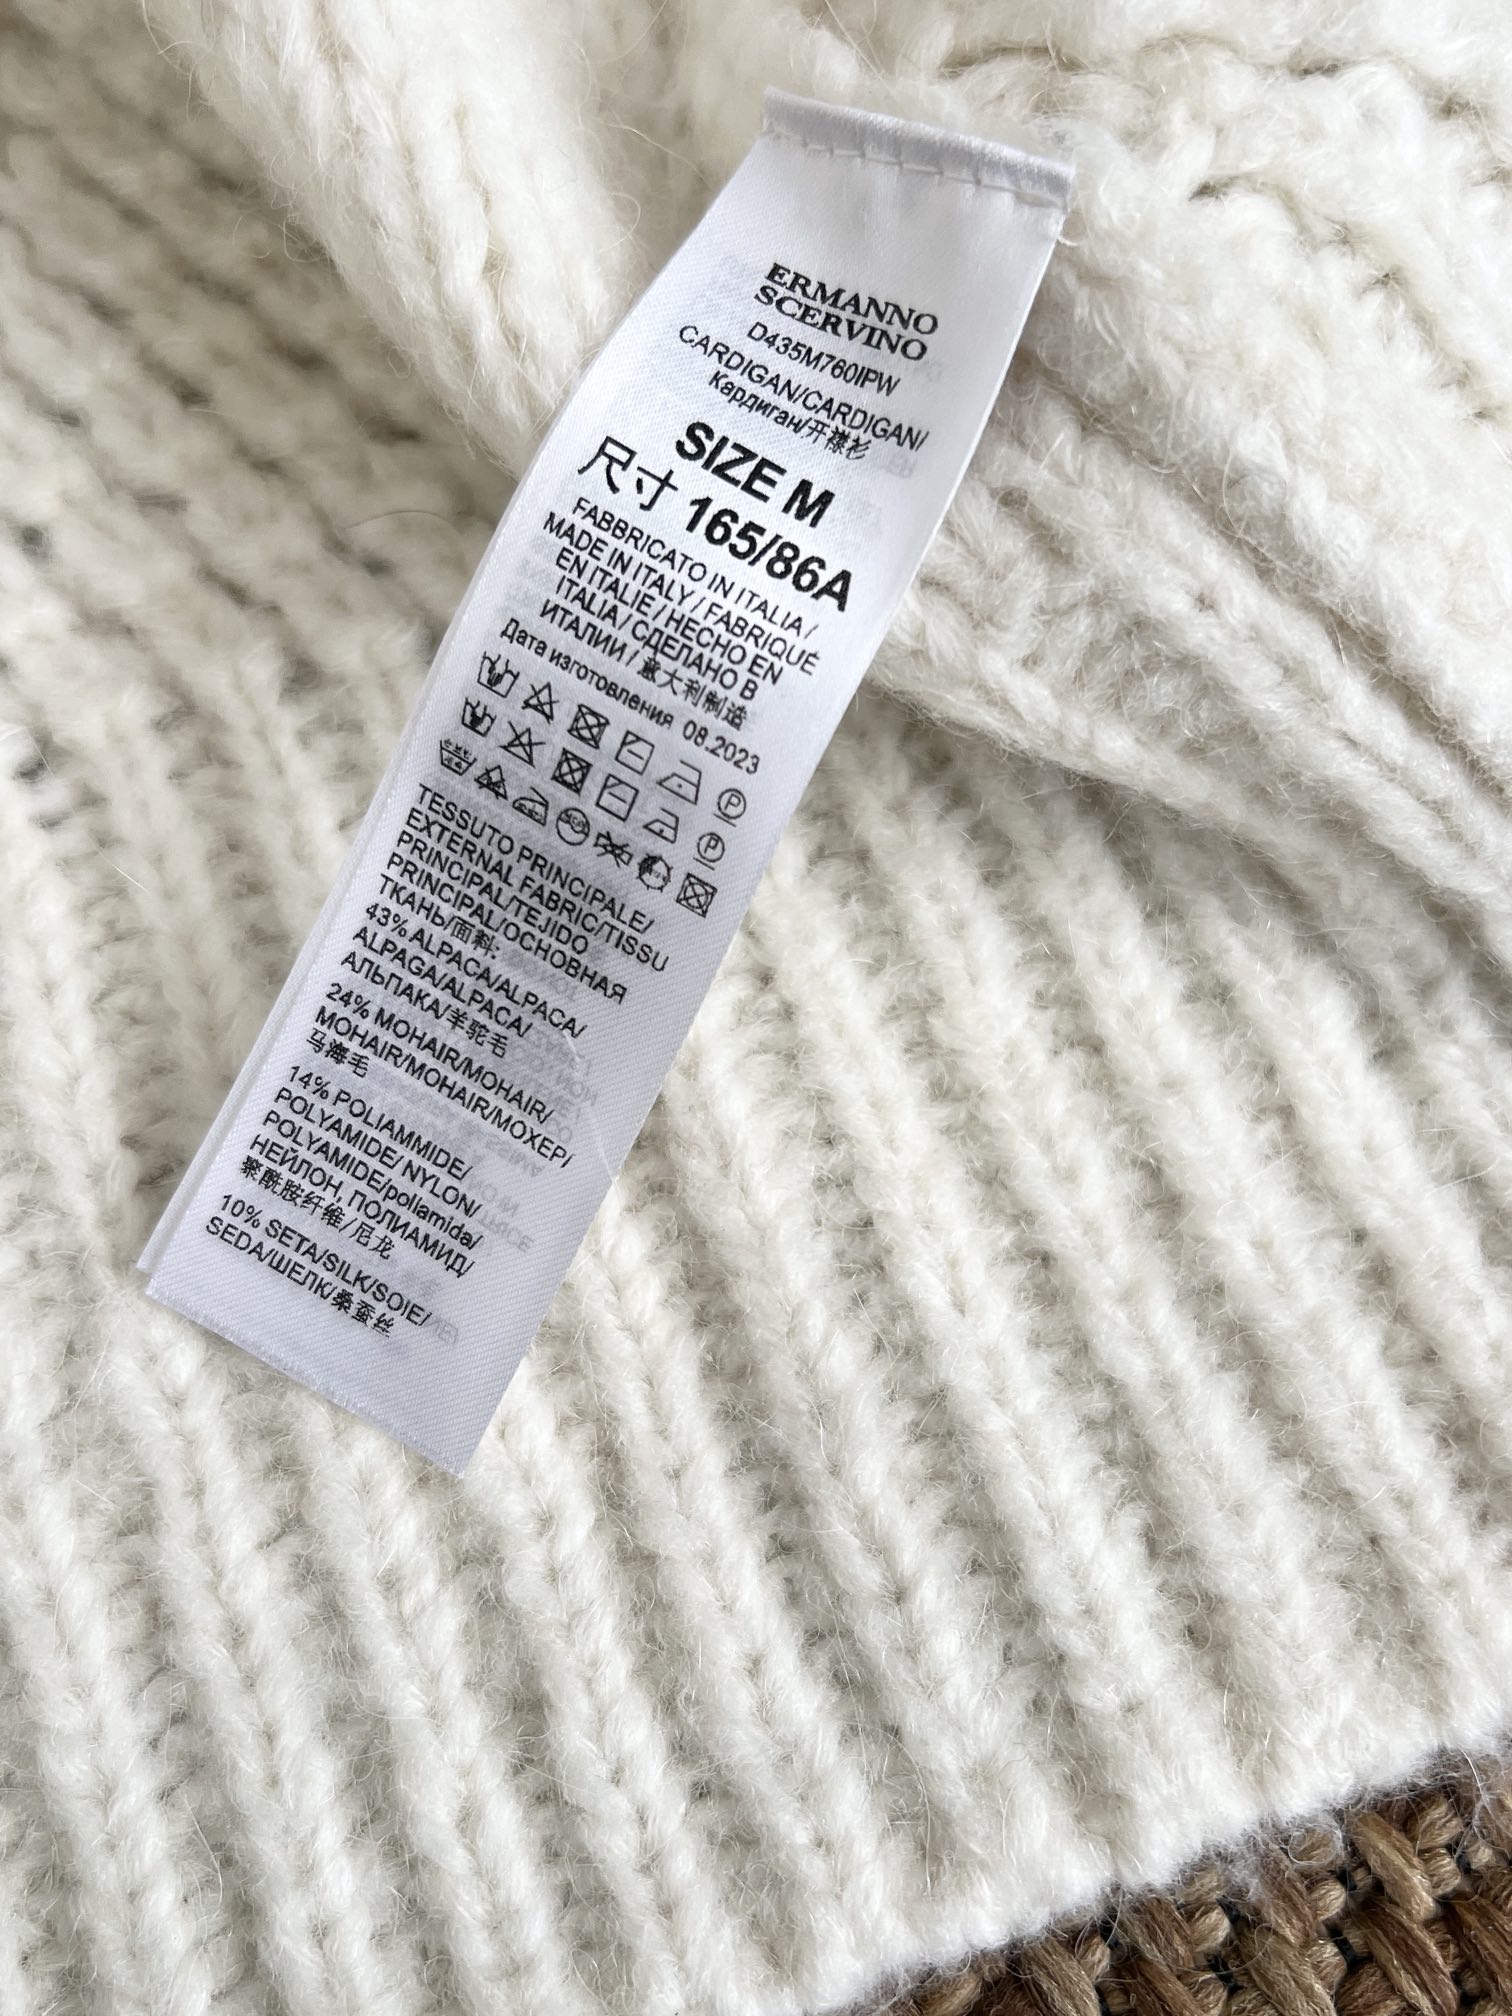 ERMANNO
SCERVINO
D435M760IPW
CARDIGAN/CARDIGAN/
Кардиган/开襟衫
SIZE M
尺寸 165/86A
FABBRICATO IN ITALIA/
MADE IN ITALY/FABRIQUÉ
EN ITALIE/HECHO EN
ITALIA/СДЕЛАНО В
ИТАЛИИ/意大利制造
Дата изготовления 08.2023
TESSUTO PRINCIPALE/
EXTERNAL FABRIC/TISSU
PRINCIPAL/TEJIDO
PRINCIPAL/ОСНОВНАЯ
ТКАНЬ/面料:
43% ALPACA/ALPACA/
ALPAGA/ALPACA/
АЛЬПАКА/羊驼毛
24% MOHAIR/MOHAIR/
MOHAIR/MOHAIR/МОХЕР/
马海毛
14% POLIAMMIDE/
POLYAMIDE/ NYLON/
POLYAMIDE/poliamida/
НЕЙЛОН, ПОЛИАМИД/
聚酰胺纤维/尼龙
10% SETA/SILK/SOIE/
SEDA/ШЕЛК/桑蚕丝